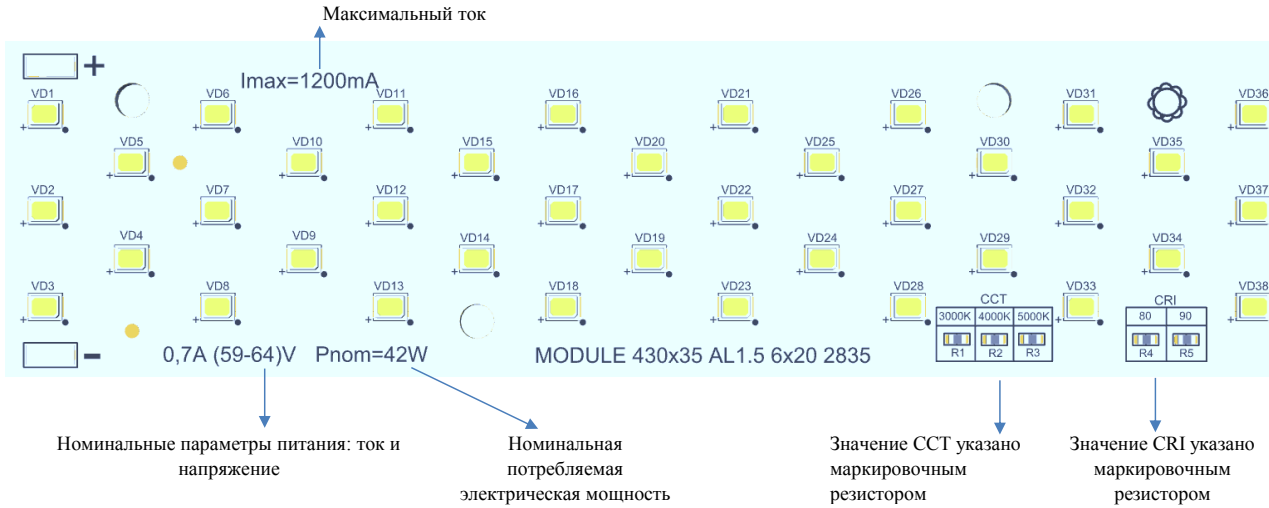 Максимальный ток
+
Imax=1200mA
VD1 VD6 VD11 VD16 VD21 VD26 VD31 VD36
VD5 VD10 VD15 VD20 VD25 VD30 VD35
VD2 VD7 VD12 VD17 VD22 VD27 VD32 VD37
VD4 VD9 VD14 VD19 VD24 VD29 VD34
VD3 VD8 VD13 VD18 VD23 VD28 VD33 VD38
CCT CRI
3000K 4000K 5000K 80 90
R1 R2 R3 R4 R5
- 0,7A (59-64)V Pnom=42W MODULE 430x35 AL1.5 6x20 2835
Номинальные параметры питания: ток и
напряжение
Номинальная
потребляемая
электрическая мощность
Значение CCT указано
маркировочным
резистором
Значение CRI указано
маркировочным
резистором